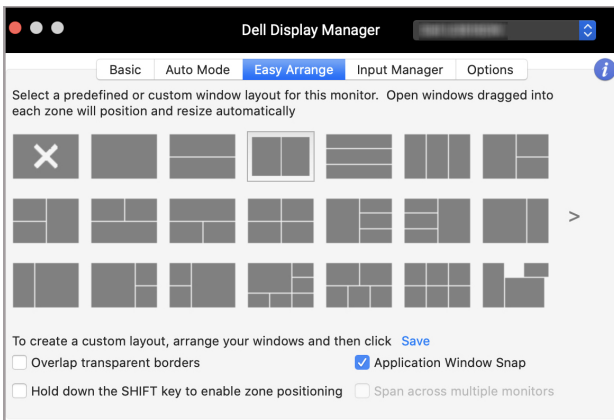 Dell Display Manager
Basic Auto Mode Easy Arrange Input Manager Options
i
Select a predefined or custom window layout for this monitor. Open windows dragged into
each zone will position and resize automatically
>
To create a custom layout, arrange your windows and then click Save
Overlap transparent borders Application Window Snap
Hold down the SHIFT key to enable zone positioning Span across multiple monitors